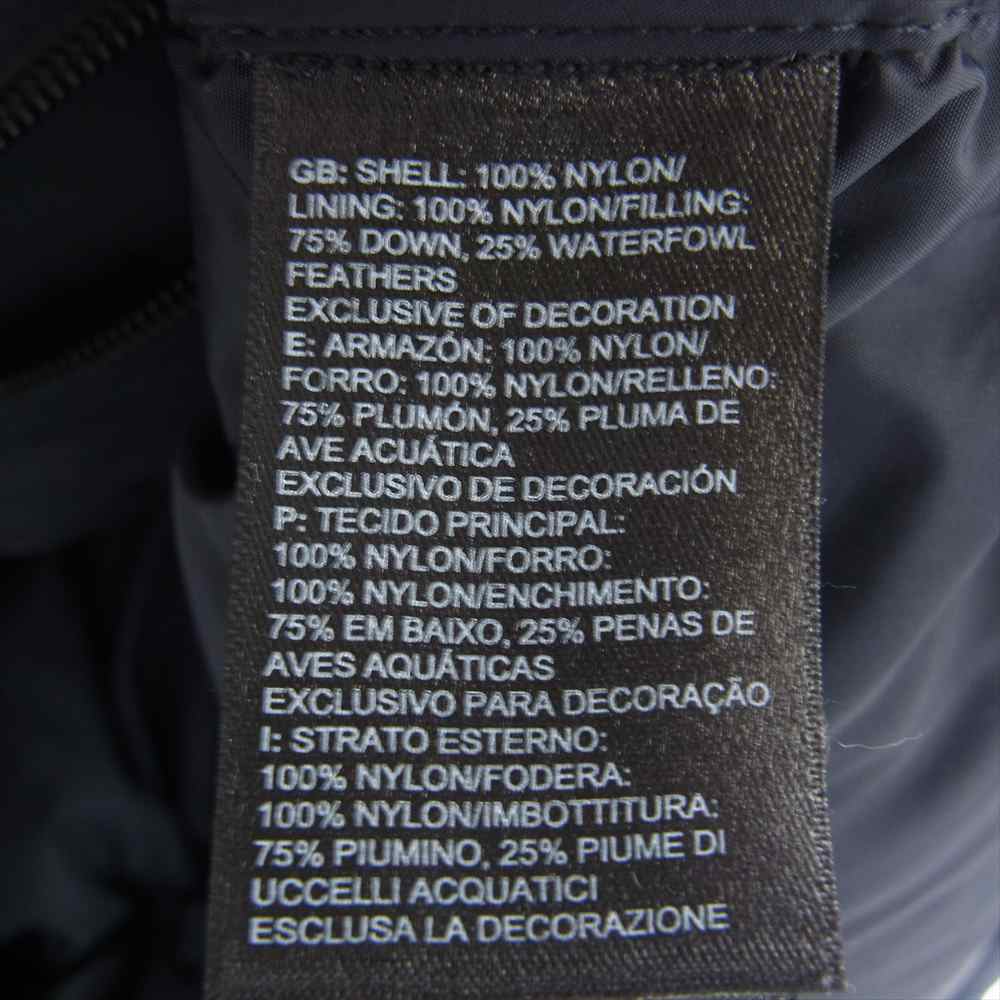 GB: SHELL: 100% NYLON/
LINING: 100% NYLON/FILLING:
75% DOWN, 25% WATERFOWL
FEATHERS
EXCLUSIVE OF DECORATION
E: ARMAZÓN: 100% NYLON/
FORRO: 100% NYLON/RELLENO:
75% PLUMÓN, 25% PLUMA DE
AVE ACUÁTICA
EXCLUSIVO DE DECORACIÓN
P: TECIDO PRINCIPAL:
100% NYLON/FORRO:
100% NYLON/ENCHIMENTO:
75% EM BAIXO, 25% PENAS DE
AVES AQUÁTICAS
EXCLUSIVO PARA DECORAÇÃO
I: STRATO ESTERNO:
100% NYLON/FODERA:
100% NYLON/IMBOTTITURA:
75% PIUMINO, 25% PIUME DI
UCCELLI ACQUATICI
ESCLUSA LA DECORAZIONE